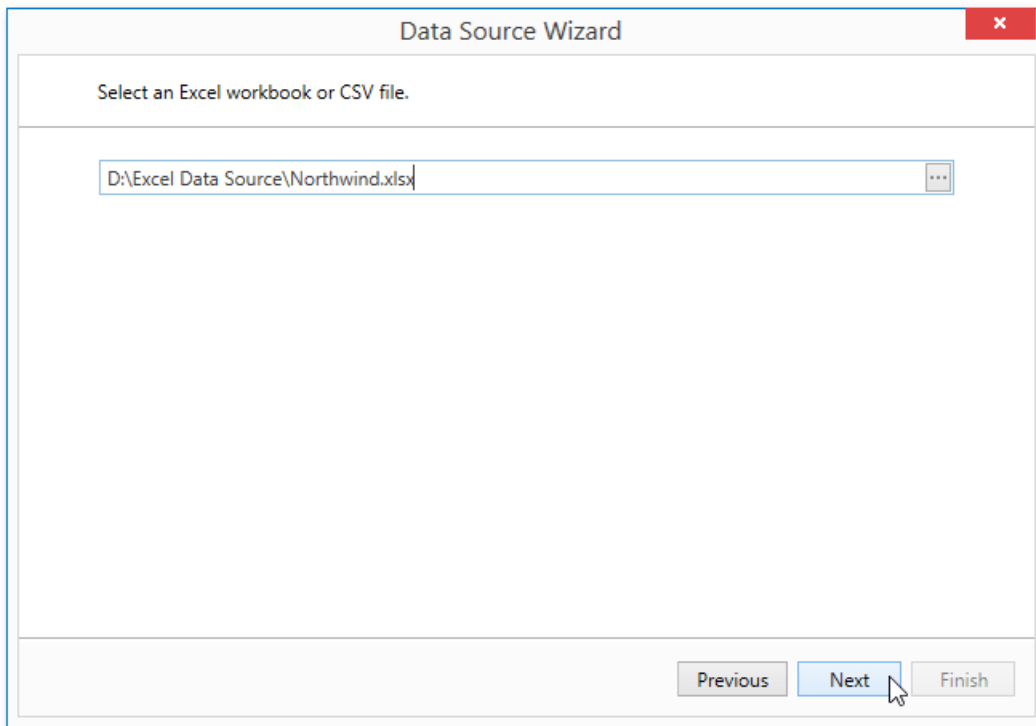 Data Source Wizard
Select an Excel workbook or CSV file.
D:\Excel Data Source\Northwind.xlsx
...
Previous Next Finish